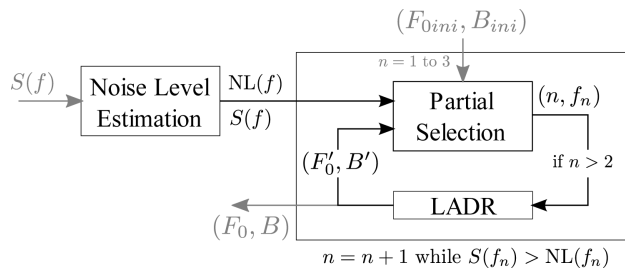 (F₀ᵢₙᵢ, Bᵢₙᵢ)
n = 1 to 3
S(f)
Noise Level
Estimation
NL(f)
S(f)
Partial
Selection
(n, fₙ)
(F₀′, B′)
if n > 2
LADR
(F₀, B)
n = n + 1 while S(fₙ) > NL(fₙ)